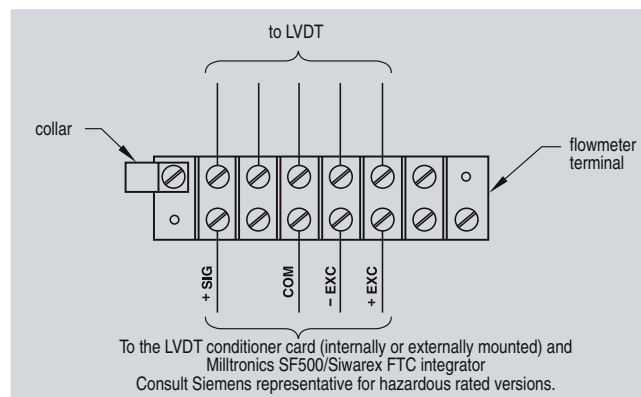 to LVDT
collar
flowmeter
terminal
+ SIG
COM
– EXC
+ EXC
To the LVDT conditioner card (internally or externally mounted) and
Milltronics SF500/Siwarex FTC integrator
Consult Siemens representative for hazardous rated versions.